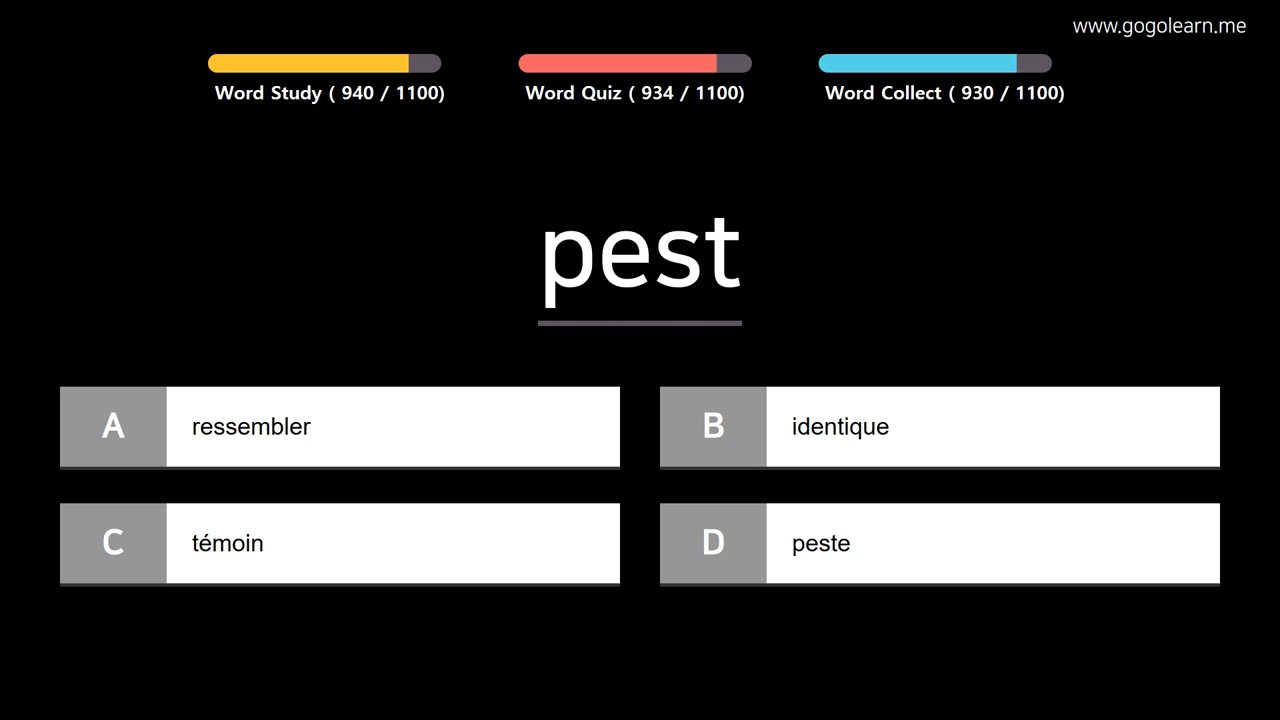 www.gogolearn.me
Word Study ( 940 / 1100)
Word Quiz ( 934 / 1100)
Word Collect ( 930 / 1100)
pest
A ressembler
B identique
C témoin
D peste